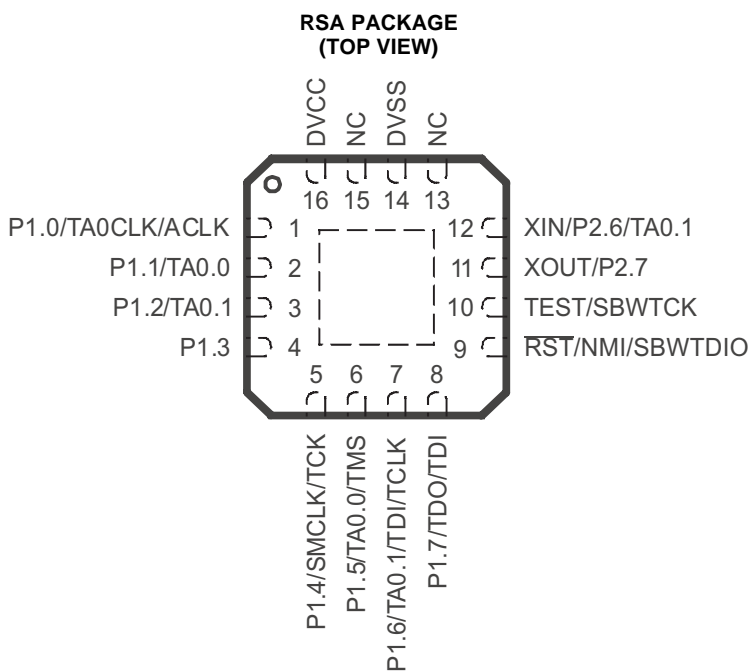 RSA PACKAGE
(TOP VIEW)
DVCC
NC
DVSS
NC
16
15
14
13
P1.0/TA0CLK/ACLK
1
12
XIN/P2.6/TA0.1
P1.1/TA0.0
2
11
XOUT/P2.7
P1.2/TA0.1
3
10
TEST/SBWTCK
P1.3
4
9
RST/NMI/SBWTDIO
5
6
7
8
P1.4/SMCLK/TCK
P1.5/TA0.0/TMS
P1.6/TA0.1/TDI/TCLK
P1.7/TDO/TDI